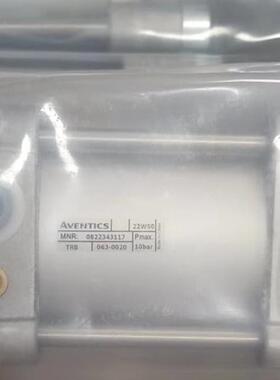 AVENTICS 22W50
MNR: 0822343117 Pmax.
TRB 063-0020 10bar